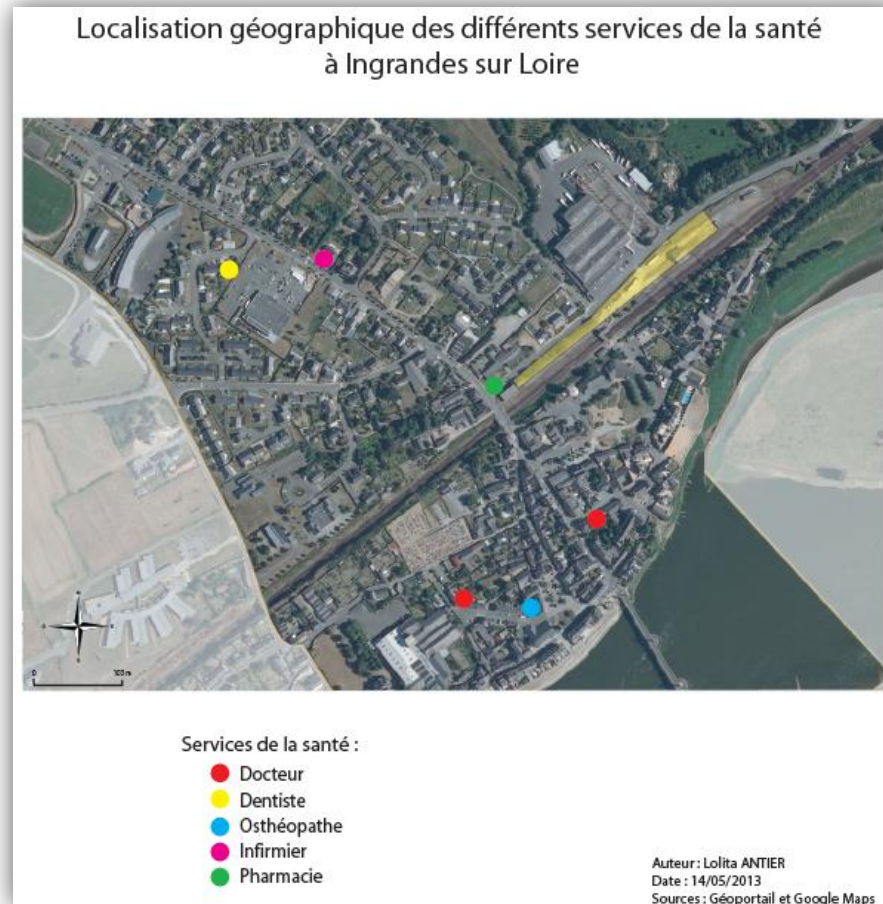 Localisation géographique des différents services de la santé
à Ingrandes sur Loire
0
Services de la santé :
Docteur
Dentiste
Osthéopathe
Infirmier
Pharmacie
Auteur : Lolita ANTIER
Date : 14/05/2013
Sources : Géoportail et Google Maps